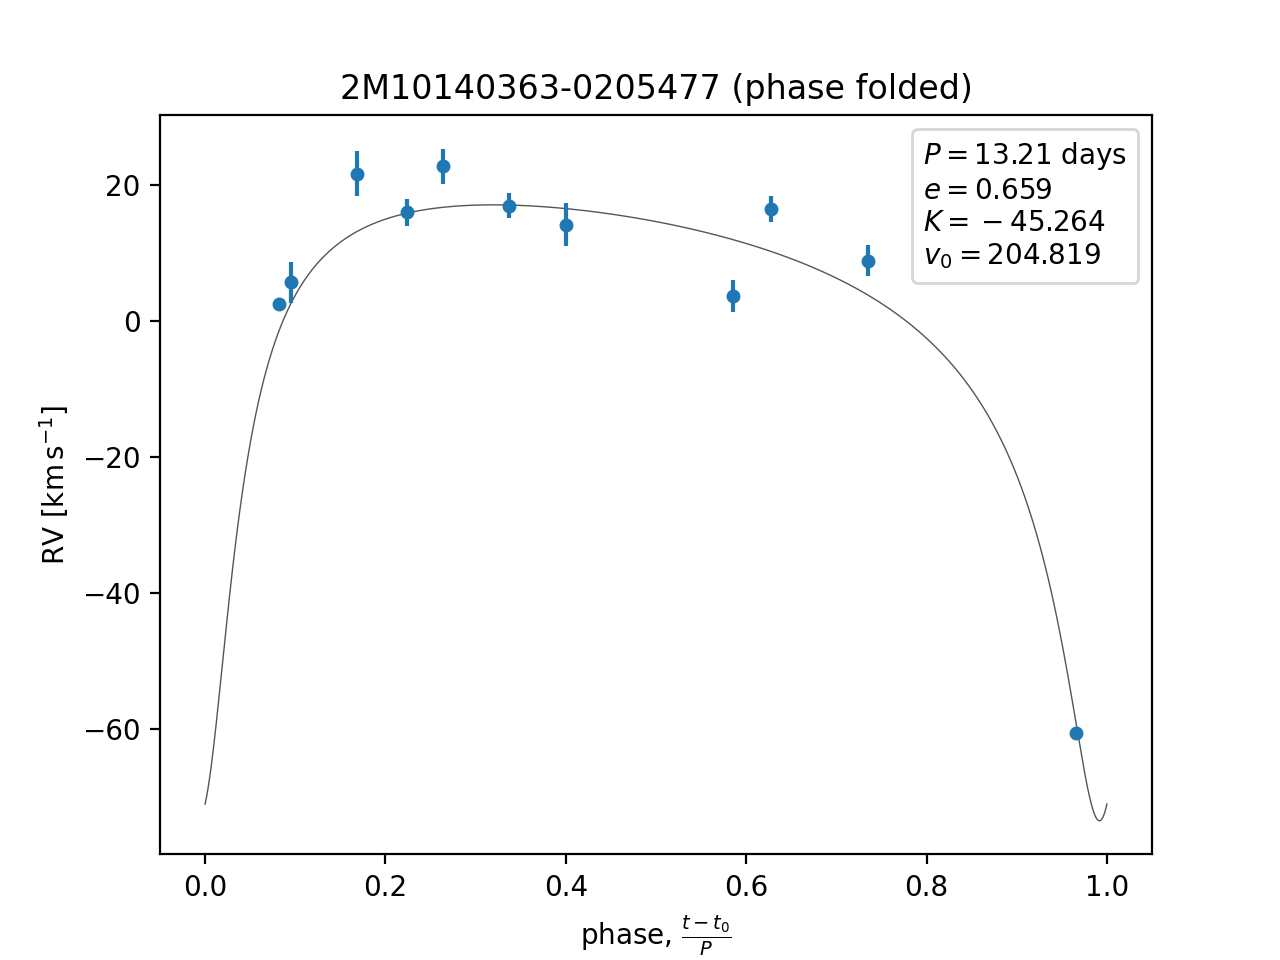 2M10140363-0205477 (phase folded)
P = 13.21 days
e = 0.659
K = −45.264
v₀ = 204.819
20
0
−20
−40
−60
RV [km s⁻¹]
0.0 0.2 0.4 0.6 0.8 1.0
phase, (t − t₀)/P